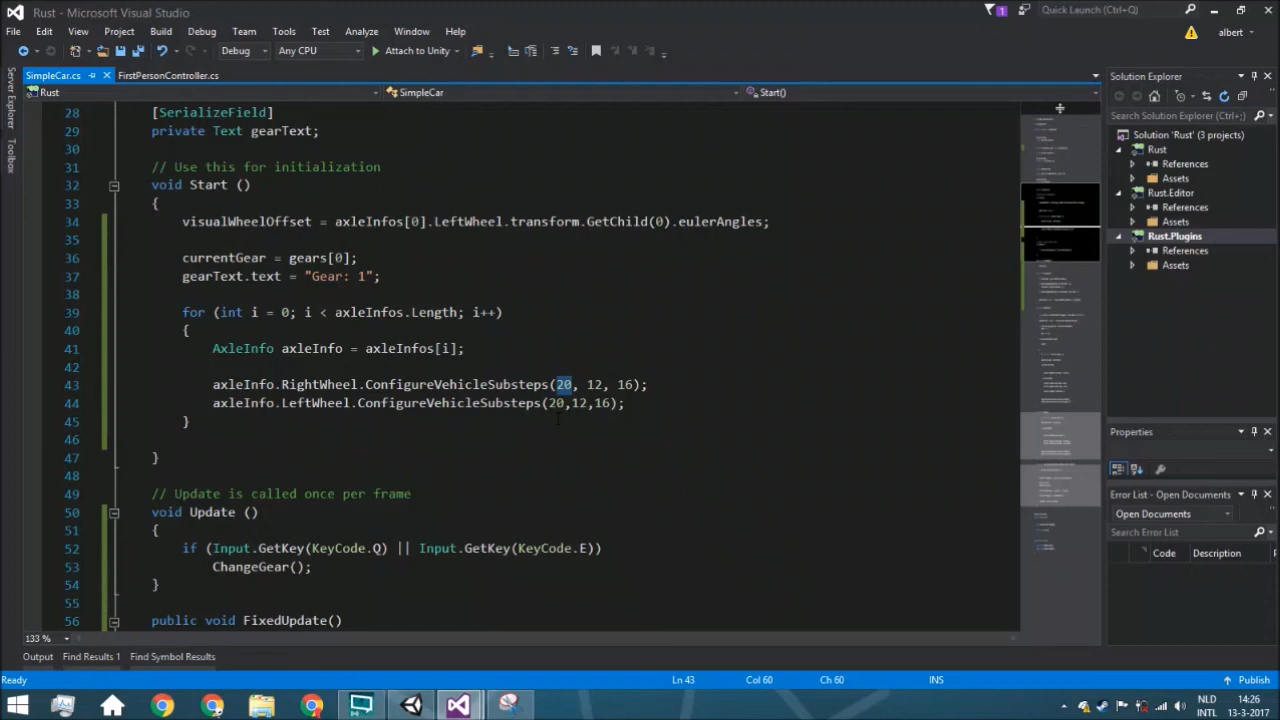 Rust - Microsoft Visual Studio
1
Quick Launch (Ctrl+Q)
File Edit View Project Build Debug Team Tools Test Analyze Window Help
albert
Debug Any CPU Attach to Unity
SimpleCar.cs FirstPersonController.cs
Rust SimpleCar Start()
Server Explorer
Toolbox
28 [SerializeField]
29 private Text gearText;
30
31 // Use this for initialization
32 void Start ()
33 {
34 visualWheelOffset = axleInfos[0].leftWheel.transform.GetChild(0).eulerAngles;
35
36 currentGear = gears[0];
37 gearText.text = "Gear: 1";
38
39 for (int i = 0; i < axleInfos.Length; i++)
40 {
41 AxleInfo axleInfo = axleInfos[i];
42
43 axleInfo.RightWheel.ConfigureVehicleSubsteps(20, 12, 16);
44 axleInfo.leftWheel.ConfigureVehicleSubsteps(20,12,16);
45 }
46
47 }
48
49 // Update is called once per frame
50 void Update ()
51 {
52 if (Input.GetKey(KeyCode.Q) || Input.GetKey(KeyCode.E))
53 ChangeGear();
54 }
55
56 public void FixedUpdate()
133 %
Solution Explorer
Search Solution Explorer (Ctrl+;)
Solution 'Rust' (3 projects)
Rust
References
Assets
Rust.Editor
References
Assets
Rust.Plugins
References
Assets
Properties
Error List - Open Documents
Open Documents
Search Error List
Code Description
Output Find Results 1 Find Symbol Results
Ready Ln 43 Col 60 Ch 60 INS Publish
NLD 14:26
INTL 13-3-2017